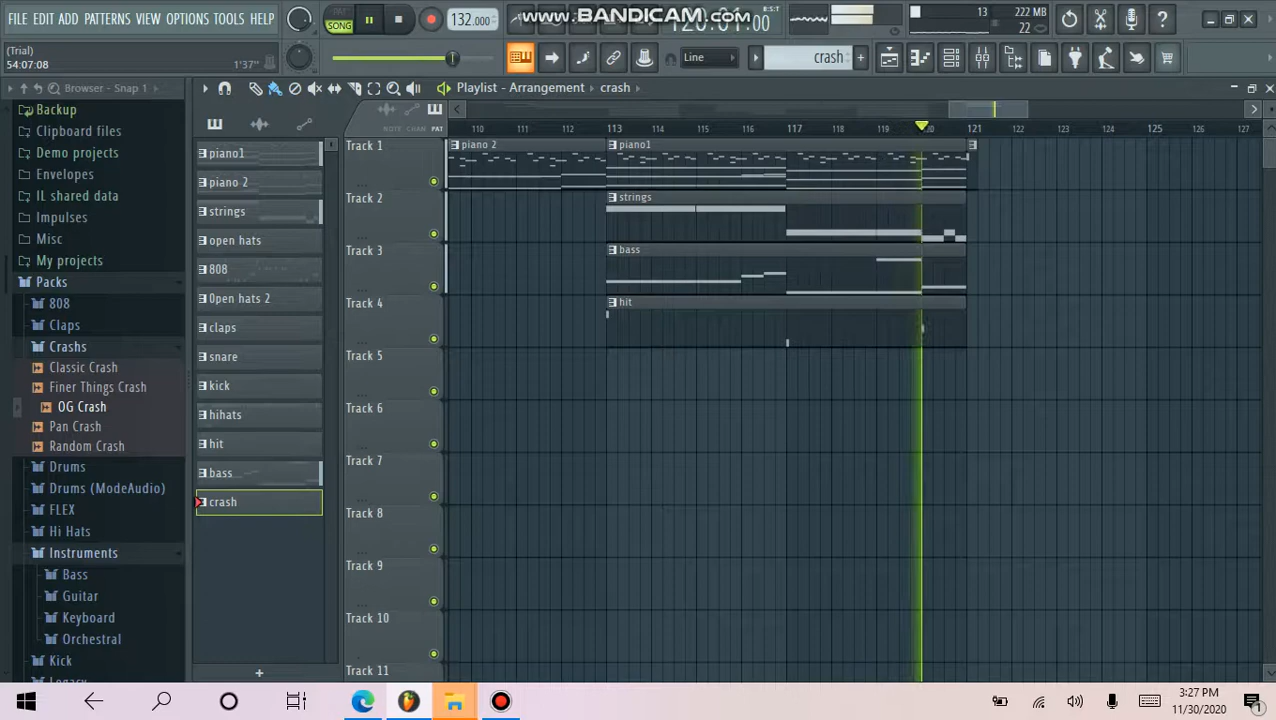 FILE EDIT ADD PATTERNS VIEW OPTIONS TOOLS HELP
SONG
132.000
www.BANDICAM.com
120:01:00
B:S:T
13
222 MB
22
(Trial)
54:07:08
1'37"
Line
crash
Browser - Snap 1
Playlist - Arrangement
crash
Backup
Clipboard files
Demo projects
Envelopes
IL shared data
Impulses
Misc
My projects
Packs
808
Claps
Crashs
Classic Crash
Finer Things Crash
OG Crash
Pan Crash
Random Crash
Drums
Drums (ModeAudio)
FLEX
Hi Hats
Instruments
Bass
Guitar
Keyboard
Orchestral
Kick
piano1
piano 2
strings
open hats
808
Open hats 2
claps
snare
kick
hihats
hit
bass
crash
NOTE CHAN PAT
110
111
112
113
114
115
116
117
118
119
120
121
122
123
124
125
126
127
Track 1
piano 2
piano1
Track 2
strings
Track 3
bass
Track 4
hit
Track 5
Track 6
Track 7
Track 8
Track 9
Track 10
Track 11
3:27 PM
11/30/2020